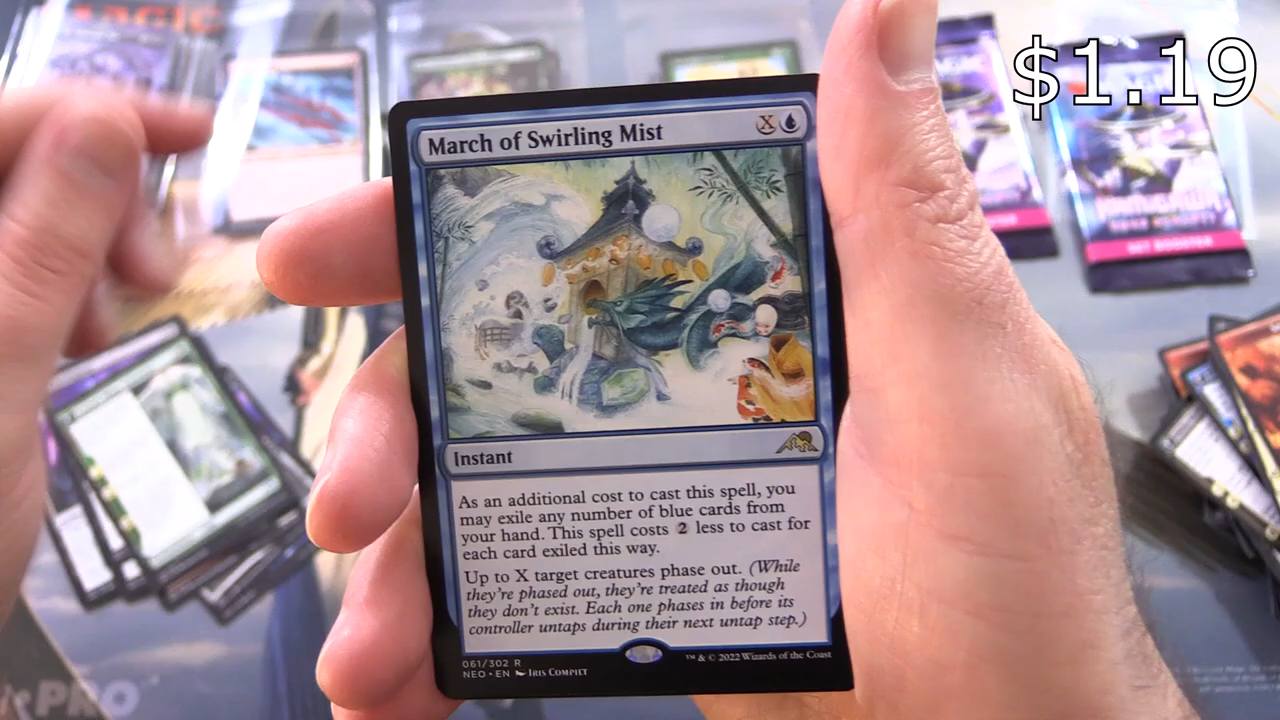 MAGIC
$1.19
March of Swirling Mist X
Instant
As an additional cost to cast this spell, you
may exile any number of blue cards from
your hand. This spell costs 2 less to cast for
each card exiled this way.
Up to X target creatures phase out. (While
they're phased out, they're treated as though
they don't exist. Each one phases in before its
controller untaps during their next untap step.)
061/302 R
NEO • EN IRIS COMPIET
™ & © 2022 Wizards of the Coast
SET BOOSTER
PRO